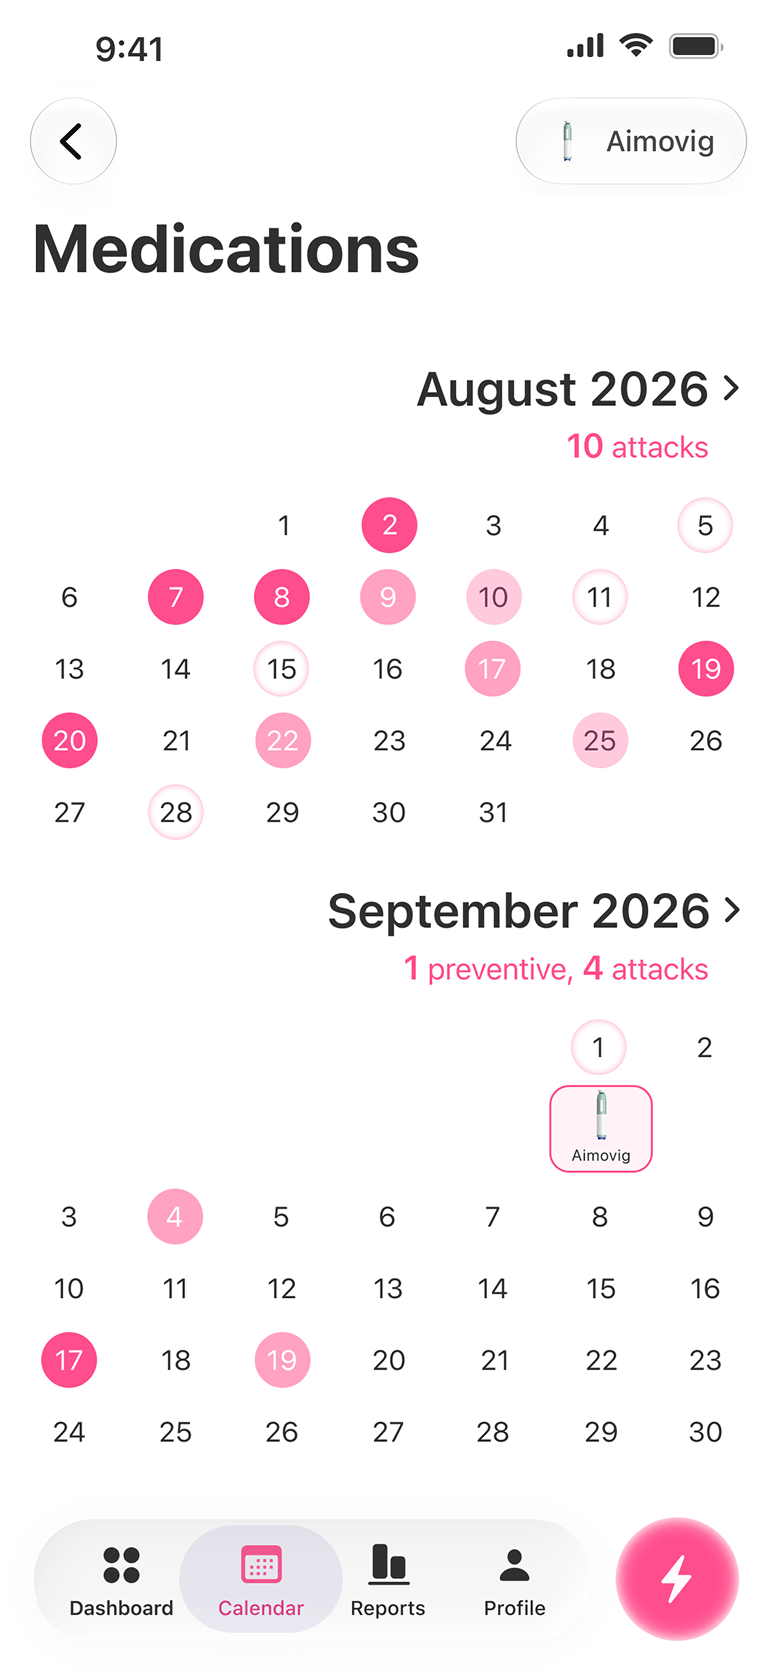 9:41
Aimovig
Medications
August 2026
10 attacks
1 2 3 4 5
6 7 8 9 10 11 12
13 14 15 16 17 18 19
20 21 22 23 24 25 26
27 28 29 30 31
September 2026
1 preventive, 4 attacks
1 2
Aimovig
3 4 5 6 7 8 9
10 11 12 13 14 15 16
17 18 19 20 21 22 23
24 25 26 27 28 29 30
Dashboard Calendar Reports Profile